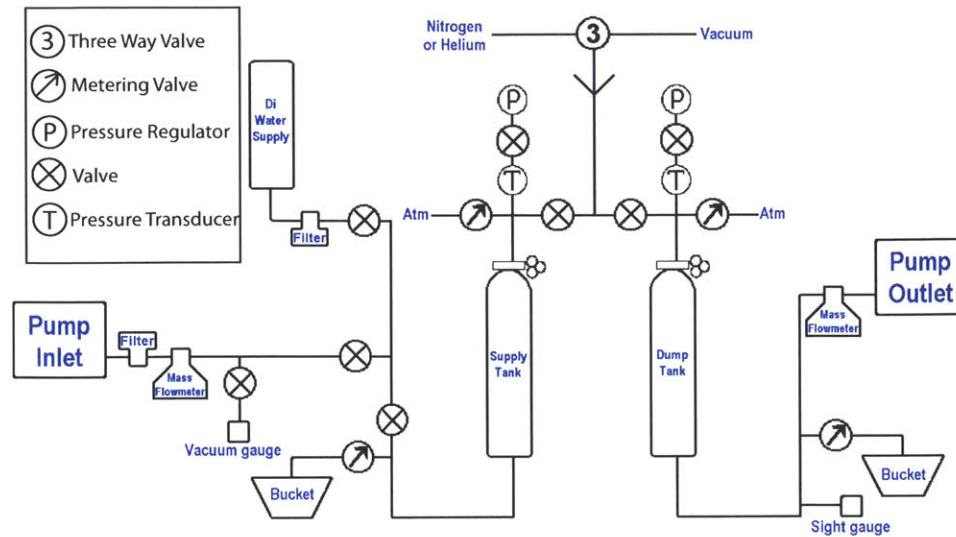 3 Three Way Valve
Metering Valve
P Pressure Regulator
Valve
T Pressure Transducer
Di
Water
Supply
Filter
Nitrogen
or Helium
3
Vacuum
P
P
T
T
Atm
Atm
Pump
Inlet
Filter
Mass
Flowmeter
Vacuum gauge
Bucket
Supply
Tank
Dump
Tank
Pump
Outlet
Mass
Flowmeter
Bucket
Sight gauge